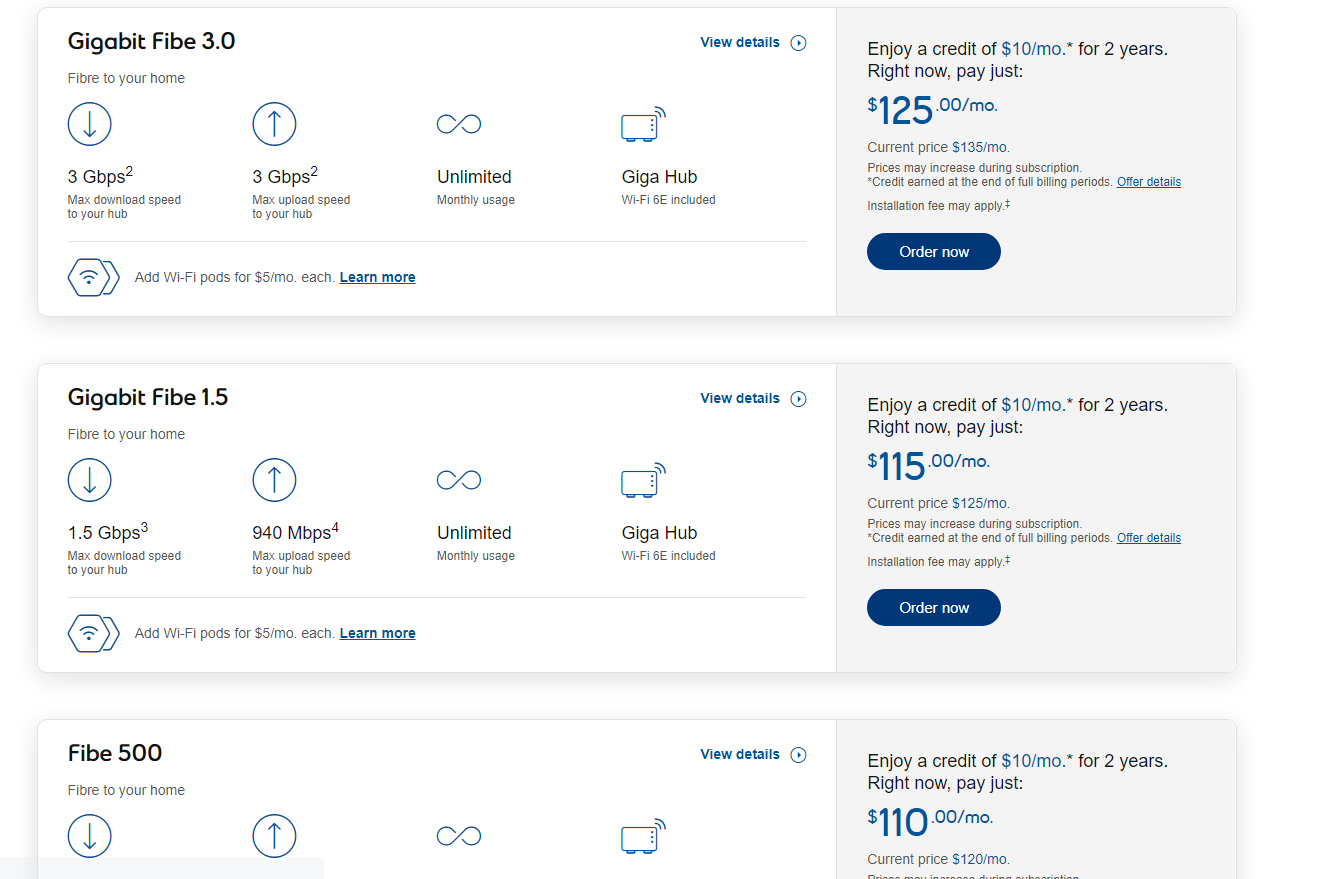 Gigabit Fibe 3.0
View details
Fibre to your home
3 Gbps2
Max download speed
to your hub
3 Gbps2
Max upload speed
to your hub
Unlimited
Monthly usage
Giga Hub
Wi-Fi 6E included
Add Wi-Fi pods for $5/mo. each. Learn more
Enjoy a credit of $10/mo.* for 2 years.
Right now, pay just:
$125.00/mo.
Current price $135/mo.
Prices may increase during subscription.
*Credit earned at the end of full billing periods. Offer details
Installation fee may apply.‡
Order now
Gigabit Fibe 1.5
View details
Fibre to your home
1.5 Gbps3
Max download speed
to your hub
940 Mbps4
Max upload speed
to your hub
Unlimited
Monthly usage
Giga Hub
Wi-Fi 6E included
Add Wi-Fi pods for $5/mo. each. Learn more
Enjoy a credit of $10/mo.* for 2 years.
Right now, pay just:
$115.00/mo.
Current price $125/mo.
Prices may increase during subscription.
*Credit earned at the end of full billing periods. Offer details
Installation fee may apply.‡
Order now
Fibe 500
View details
Fibre to your home
Enjoy a credit of $10/mo.* for 2 years.
Right now, pay just:
$110.00/mo.
Current price $120/mo.
Prices may increase during subscription.